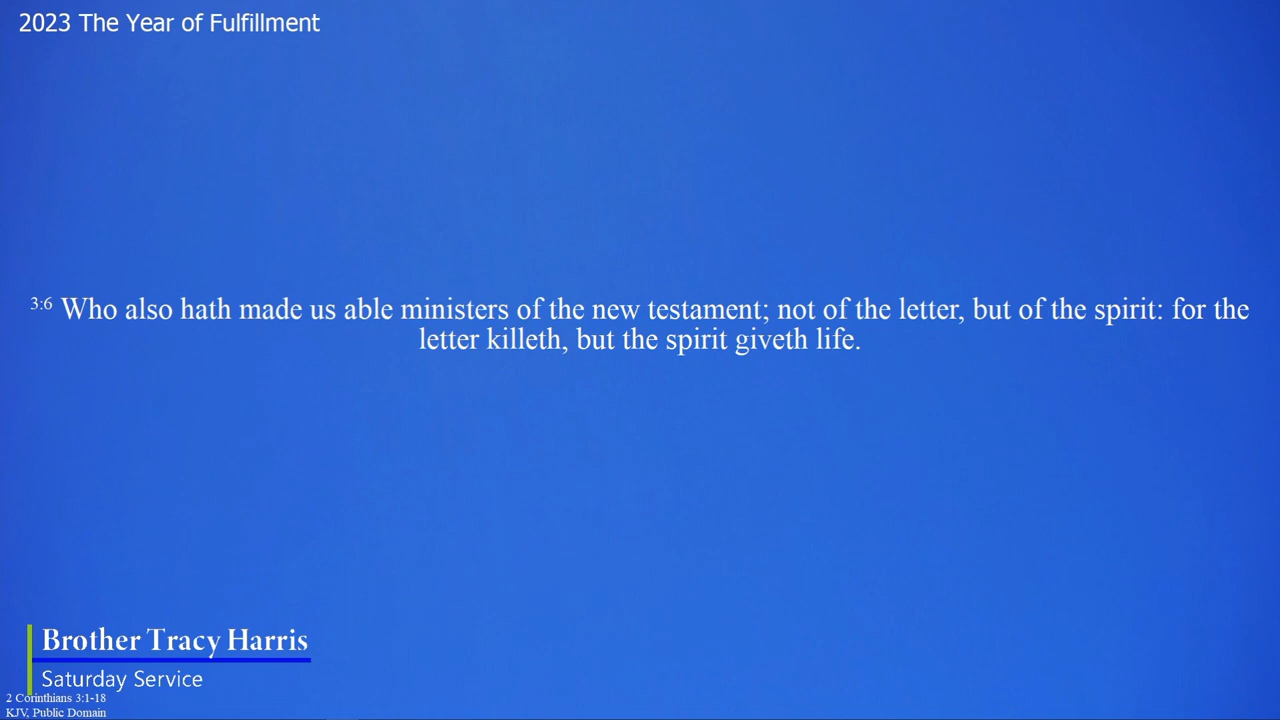 2023 The Year of Fulfillment
3:6 Who also hath made us able ministers of the new testament; not of the letter, but of the spirit: for the
letter killeth, but the spirit giveth life.
Brother Tracy Harris
Saturday Service
2 Corinthians 3:1-18
KJV, Public Domain